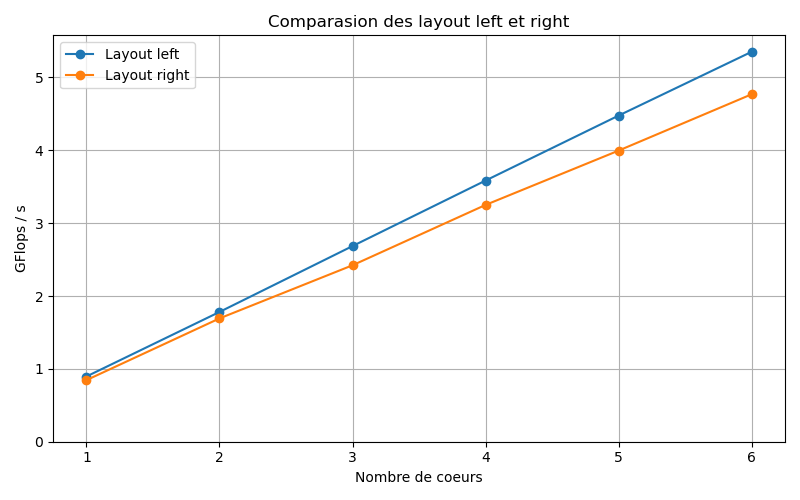 Comparasion des layout left et right
Layout left
Layout right
GFlops / s
5
4
3
2
1
0
1 2 3 4 5 6
Nombre de coeurs